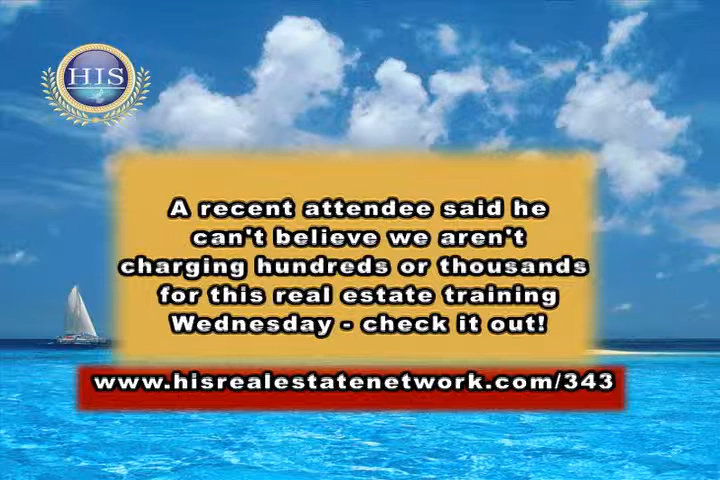 HIS
A recent attendee said he
can't believe we aren't
charging hundreds or thousands
for this real estate training
Wednesday - check it out!
www.hisrealestatenetwork.com/343